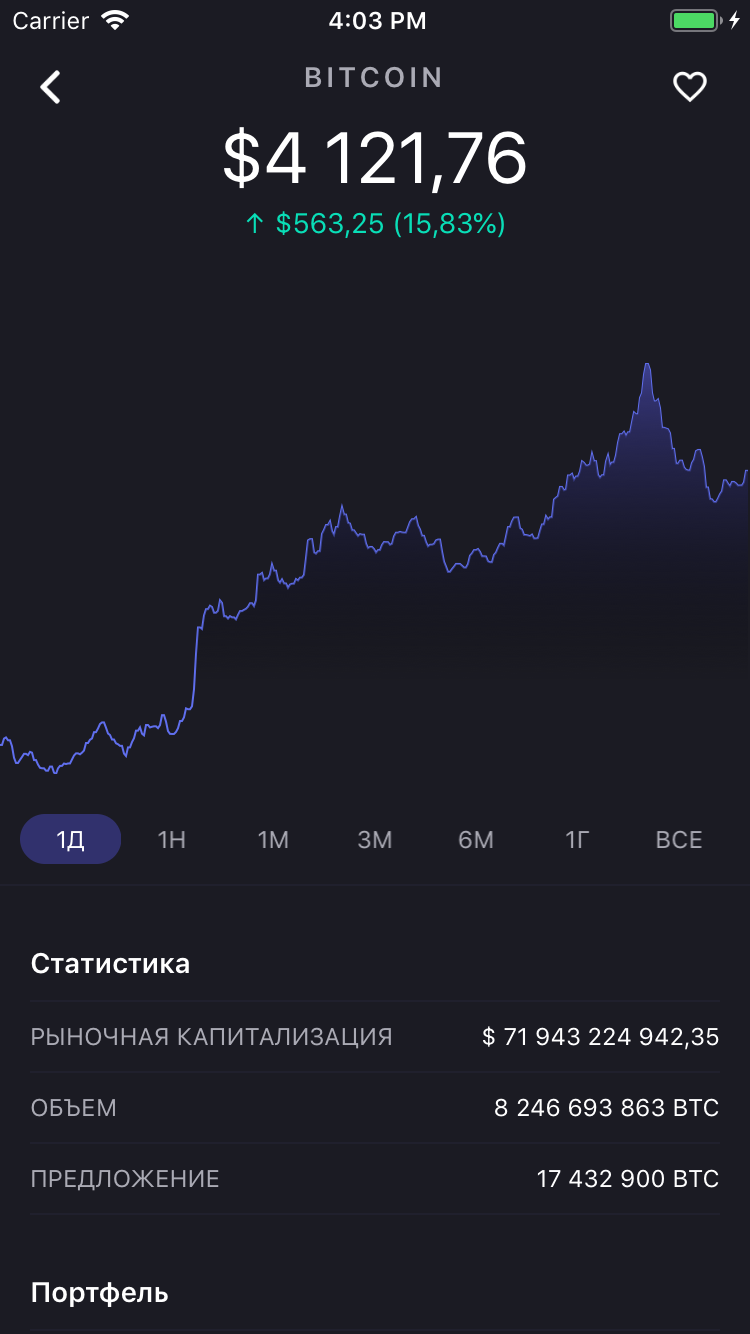 Carrier 4:03 PM
BITCOIN
$4 121,76
↑ $563,25 (15,83%)
1Д 1Н 1М 3М 6М 1Г ВСЕ
Статистика
РЫНОЧНАЯ КАПИТАЛИЗАЦИЯ $ 71 943 224 942,35
ОБЪЕМ 8 246 693 863 BTC
ПРЕДЛОЖЕНИЕ 17 432 900 BTC
Портфель